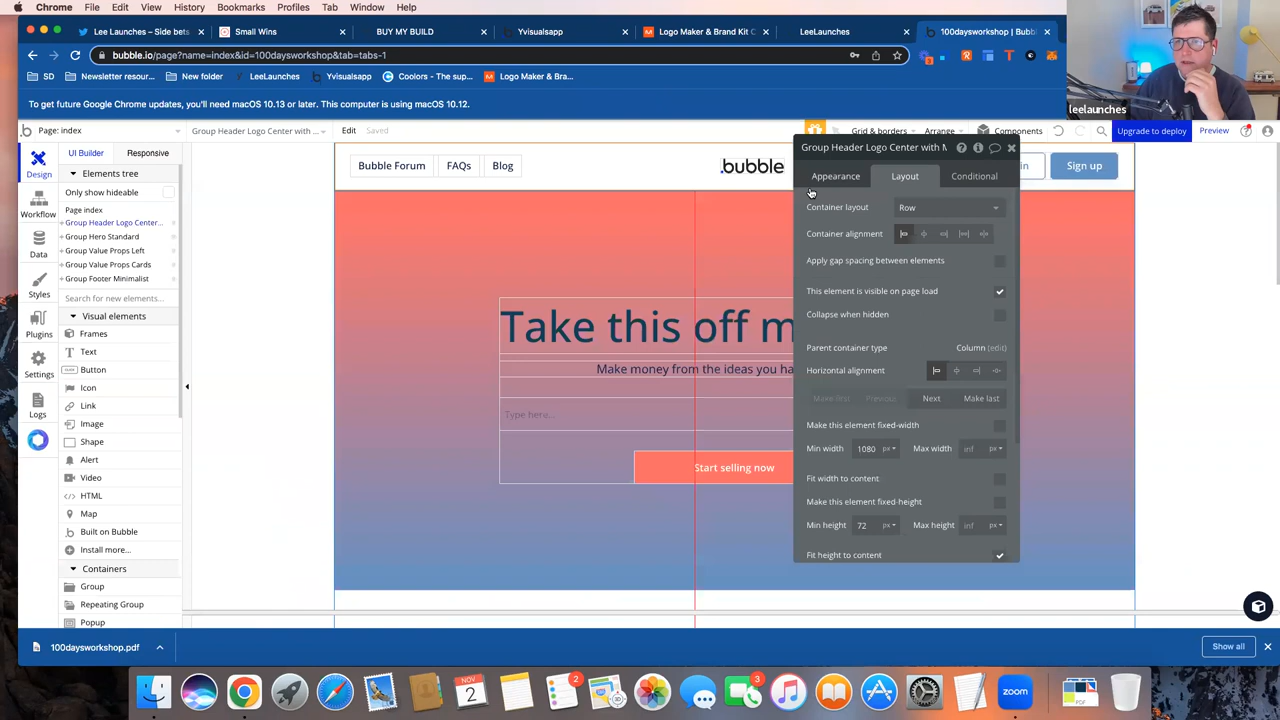 Chrome File Edit View History Bookmarks Profiles Tab Window Help
Lee Launches – Side bets
Small Wins
BUY MY BUILD
Yvisualsapp
Logo Maker & Brand Kit C
LeeLaunches
100daysworkshop | Bubb
bubble.io/page?name=index&id=100daysworkshop&tab=tabs-1
SD
Newsletter resourc...
New folder
LeeLaunches
Yvisualsapp
Coolors - The sup...
Logo Maker & Bra...
leelaunches
To get future Google Chrome updates, you'll need macOS 10.13 or later. This computer is using macOS 10.12.
Page: index
Group Header Logo Center with ...
Edit
Saved
Grid & borders
Arrange
Components
Upgrade to deploy
Preview
UI Builder
Responsive
Design
Workflow
Data
Styles
Plugins
Settings
Logs
Elements tree
Only show hideable
Page index
Group Header Logo Center...
Group Hero Standard
Group Value Props Left
Group Value Props Cards
Group Footer Minimalist
Search for new elements...
Visual elements
Frames
Text
Button
Icon
Link
Image
Shape
Alert
Video
HTML
Map
Built on Bubble
Install more...
Containers
Group
Repeating Group
Popup
Bubble Forum
FAQs
Blog
.bubble
in
Sign up
Take this off m
Make money from the ideas you ha
Type here...
Start selling now
Group Header Logo Center with M
Appearance
Layout
Conditional
Container layout
Row
Container alignment
Apply gap spacing between elements
This element is visible on page load
Collapse when hidden
Parent container type
Column (edit)
Horizontal alignment
Make first
Previous
Next
Make last
Make this element fixed-width
Min width
1080
px
Max width
inf
px
Fit width to content
Make this element fixed-height
Min height
72
px
Max height
inf
px
Fit height to content
100daysworkshop.pdf
Show all
NOV
2
2
3
zoom